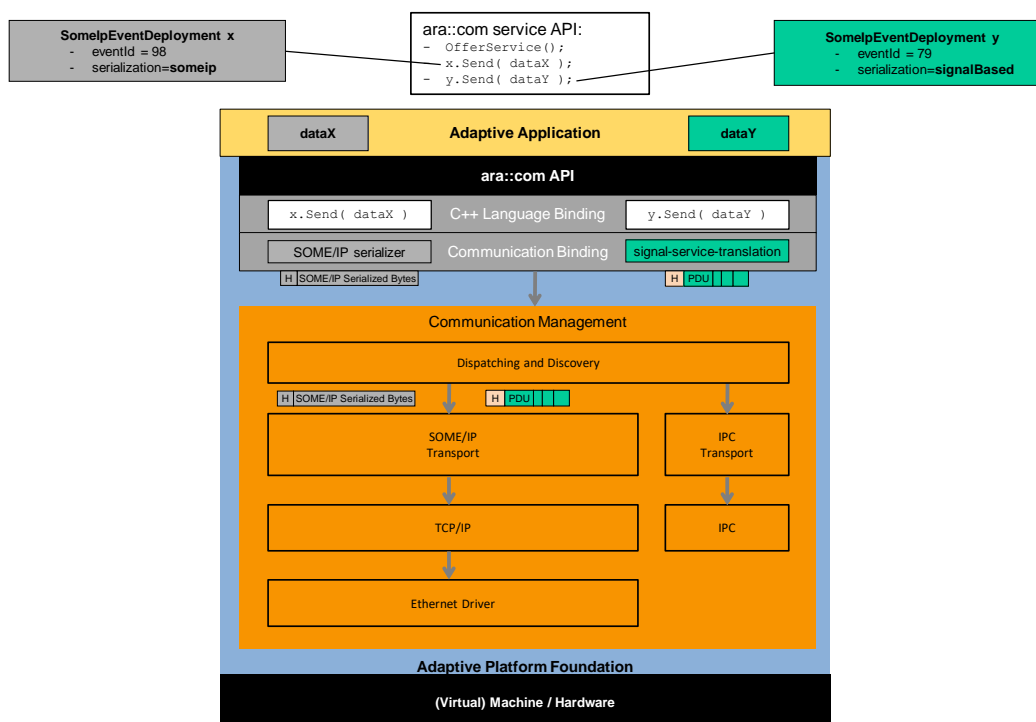 SomeIpEventDeployment x
- eventId = 98
- serialization=someip
ara::com service API:
- OfferService();
- x.Send( dataX );
- y.Send( dataY );
SomeIpEventDeployment y
- eventId = 79
- serialization=signalBased
dataX
Adaptive Application
dataY
ara::com API
x.Send( dataX )
C++ Language Binding
y.Send( dataY )
SOME/IP serializer
Communication Binding
signal-service-translation
H SOME/IP Serialized Bytes
H PDU
Communication Management
Dispatching and Discovery
H SOME/IP Serialized Bytes
H PDU
SOME/IP
Transport
IPC
Transport
TCP/IP
IPC
Ethernet Driver
Adaptive Platform Foundation
(Virtual) Machine / Hardware